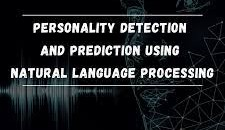 PERSONALITY DETECTION
AND PREDICTION USING
NATURAL LANGUAGE PROCESSING